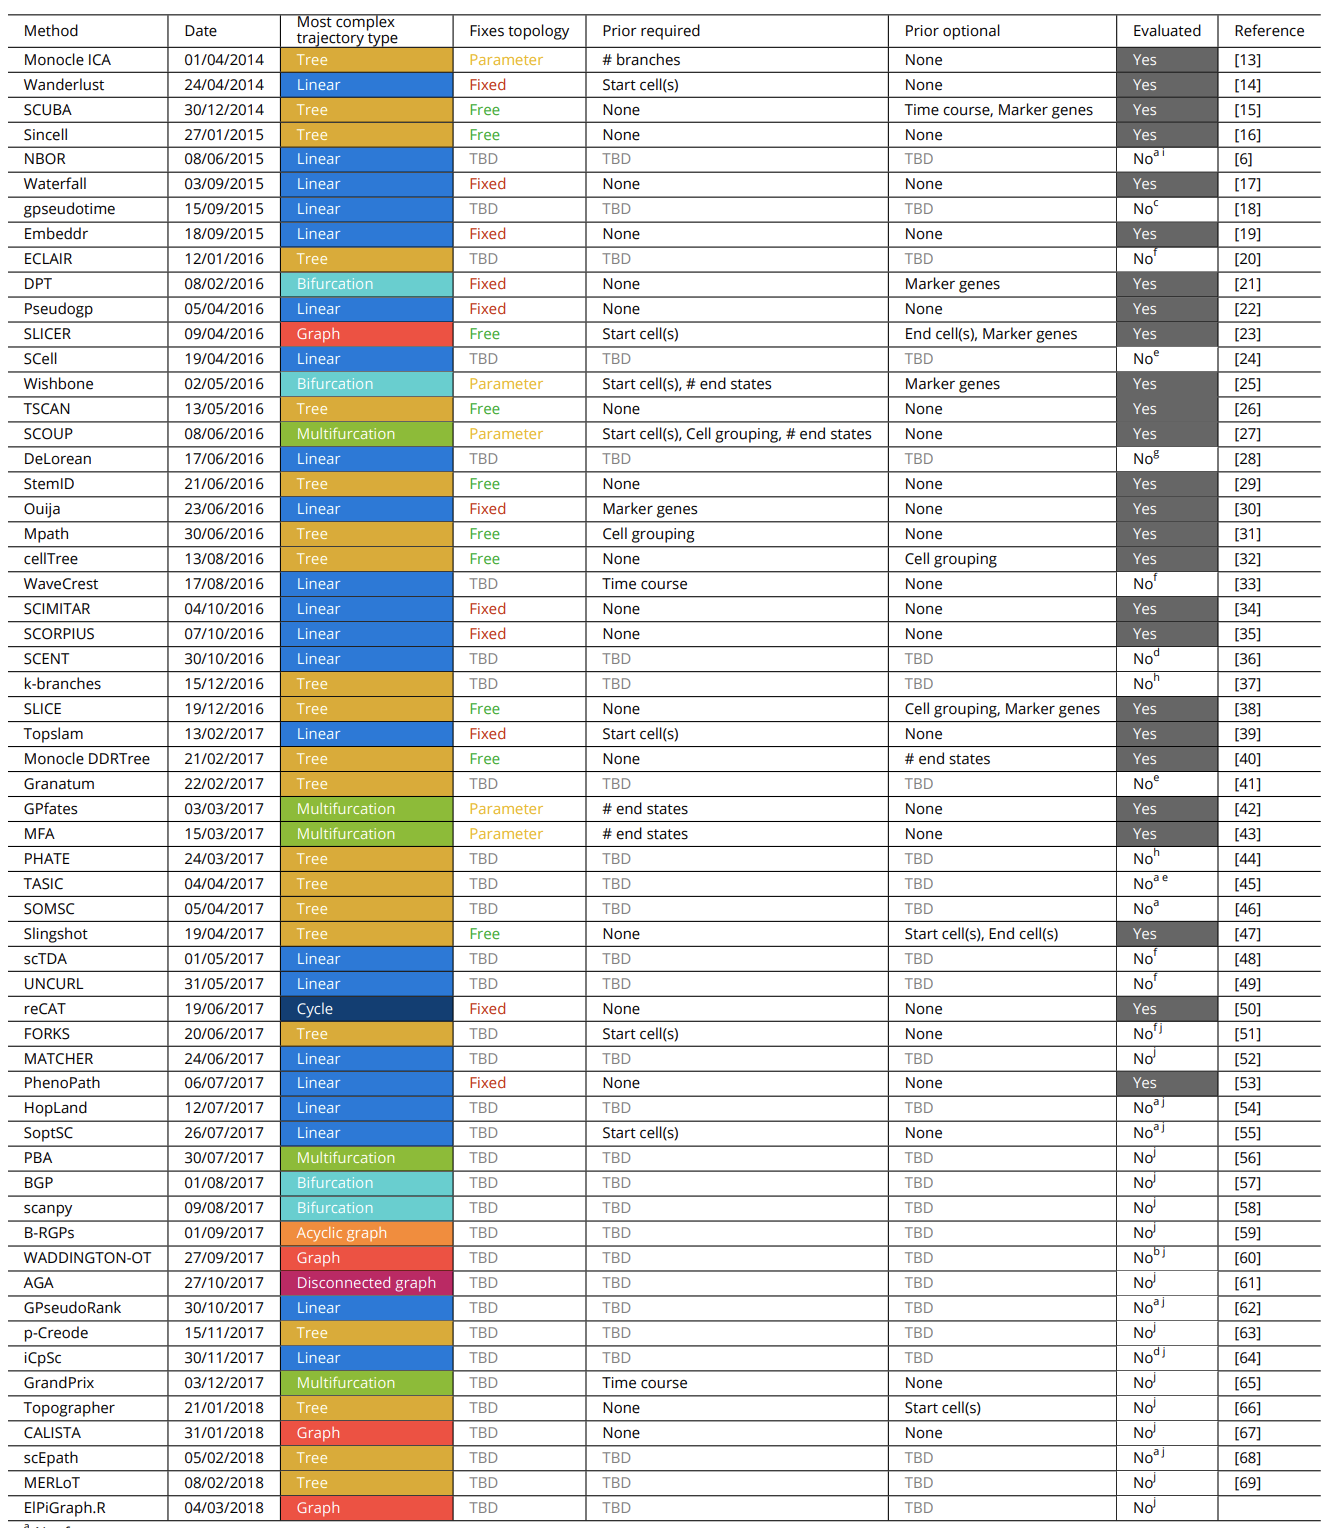 Method Date Most complex trajectory type Fixes topology Prior required Prior optional Evaluated Reference
Monocle ICA 01/04/2014 Tree Parameter # branches None Yes [13]
Wanderlust 24/04/2014 Linear Fixed Start cell(s) None Yes [14]
SCUBA 30/12/2014 Tree Free None Time course, Marker genes Yes [15]
Sincell 27/01/2015 Tree Free None None Yes [16]
NBOR 08/06/2015 Linear TBD TBD TBD No^a i [6]
Waterfall 03/09/2015 Linear Fixed None None Yes [17]
gpseudotime 15/09/2015 Linear TBD TBD TBD No^c [18]
Embeddr 18/09/2015 Linear Fixed None None Yes [19]
ECLAIR 12/01/2016 Tree TBD TBD TBD No^f [20]
DPT 08/02/2016 Bifurcation Fixed None Marker genes Yes [21]
Pseudogp 05/04/2016 Linear Fixed None None Yes [22]
SLICER 09/04/2016 Graph Free Start cell(s) End cell(s), Marker genes Yes [23]
SCell 19/04/2016 Linear TBD TBD TBD No^e [24]
Wishbone 02/05/2016 Bifurcation Parameter Start cell(s), # end states Marker genes Yes [25]
TSCAN 13/05/2016 Tree Free None None Yes [26]
SCOUP 08/06/2016 Multifurcation Parameter Start cell(s), Cell grouping, # end states None Yes [27]
DeLorean 17/06/2016 Linear TBD TBD TBD No^g [28]
StemID 21/06/2016 Tree Free None None Yes [29]
Ouija 23/06/2016 Linear Fixed Marker genes None Yes [30]
Mpath 30/06/2016 Tree Free Cell grouping None Yes [31]
cellTree 13/08/2016 Tree Free None Cell grouping Yes [32]
WaveCrest 17/08/2016 Linear TBD Time course None No^f [33]
SCIMITAR 04/10/2016 Linear Fixed None None Yes [34]
SCORPIUS 07/10/2016 Linear Fixed None None Yes [35]
SCENT 30/10/2016 Linear TBD TBD TBD No^d [36]
k-branches 15/12/2016 Tree TBD TBD TBD No^h [37]
SLICE 19/12/2016 Tree Free None Cell grouping, Marker genes Yes [38]
Topslam 13/02/2017 Linear Fixed Start cell(s) None Yes [39]
Monocle DDRTree 21/02/2017 Tree Free None # end states Yes [40]
Granatum 22/02/2017 Tree TBD TBD TBD No^e [41]
GPfates 03/03/2017 Multifurcation Parameter # end states None Yes [42]
MFA 15/03/2017 Multifurcation Parameter # end states None Yes [43]
PHATE 24/03/2017 Tree TBD TBD TBD No^h [44]
TASIC 04/04/2017 Tree TBD TBD TBD No^a e [45]
SOMSC 05/04/2017 Tree TBD TBD TBD No^a [46]
Slingshot 19/04/2017 Tree Free None Start cell(s), End cell(s) Yes [47]
scTDA 01/05/2017 Linear TBD TBD TBD No^f [48]
UNCURL 31/05/2017 Linear TBD TBD TBD No^f [49]
reCAT 19/06/2017 Cycle Fixed None None Yes [50]
FORKS 20/06/2017 Tree TBD Start cell(s) None No^f j [51]
MATCHER 24/06/2017 Linear TBD TBD TBD No^j [52]
PhenoPath 06/07/2017 Linear Fixed None None Yes [53]
HopLand 12/07/2017 Linear TBD TBD TBD No^a j [54]
SoptSC 26/07/2017 Linear TBD Start cell(s) None No^a j [55]
PBA 30/07/2017 Multifurcation TBD TBD TBD No^j [56]
BGP 01/08/2017 Bifurcation TBD TBD TBD No^j [57]
scanpy 09/08/2017 Bifurcation TBD TBD TBD No^j [58]
B-RGPs 01/09/2017 Acyclic graph TBD TBD TBD No^j [59]
WADDINGTON-OT 27/09/2017 Graph TBD TBD TBD No^b j [60]
AGA 27/10/2017 Disconnected graph TBD TBD TBD No^j [61]
GPseudoRank 30/10/2017 Linear TBD TBD TBD No^a j [62]
p-Creode 15/11/2017 Tree TBD TBD TBD No^j [63]
iCpSc 30/11/2017 Linear TBD TBD TBD No^d j [64]
GrandPrix 03/12/2017 Multifurcation TBD Time course None No^j [65]
Topographer 21/01/2018 Tree TBD None Start cell(s) No^j [66]
CALISTA 31/01/2018 Graph TBD None None No^j [67]
scEpath 05/02/2018 Tree TBD TBD TBD No^a j [68]
MERLoT 08/02/2018 Tree TBD TBD TBD No^j [69]
ElPiGraph.R 04/03/2018 Graph TBD TBD TBD No^j